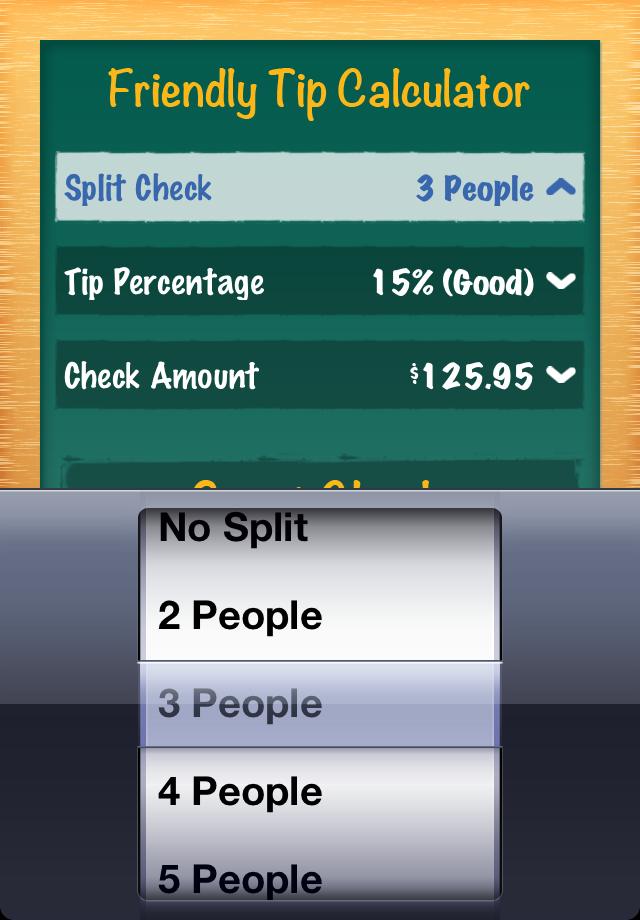 Friendly Tip Calculator
Split Check 3 People
Tip Percentage 15% (Good)
Check Amount $125.95
No Split
2 People
3 People
4 People
5 People